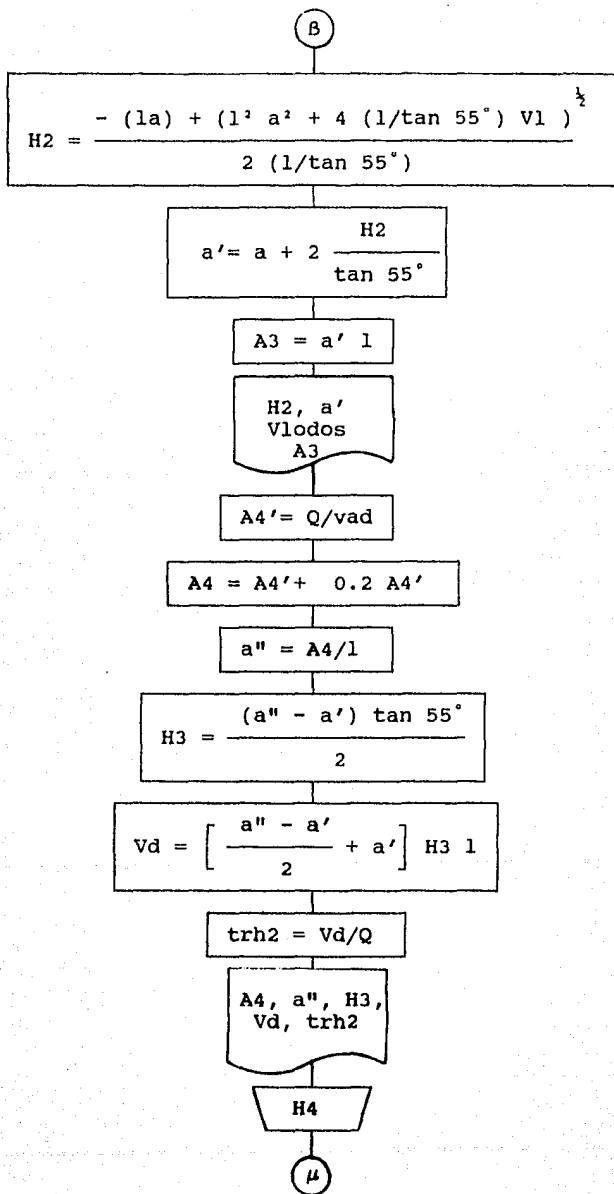 B
H2 = - (la) + (l² a² + 4 (l/tan 55°) Vl )^½ / 2 (l/tan 55°)
a' = a + 2 H2 / tan 55°
A3 = a' l
H2, a'
Vlodos
A3
A4'= Q/vad
A4 = A4'+ 0.2 A4'
a" = A4/l
H3 = (a" - a') tan 55° / 2
Vd = [ a" - a' / 2 + a' ] H3 l
trh2 = Vd/Q
A4, a", H3,
Vd, trh2
H4
μ